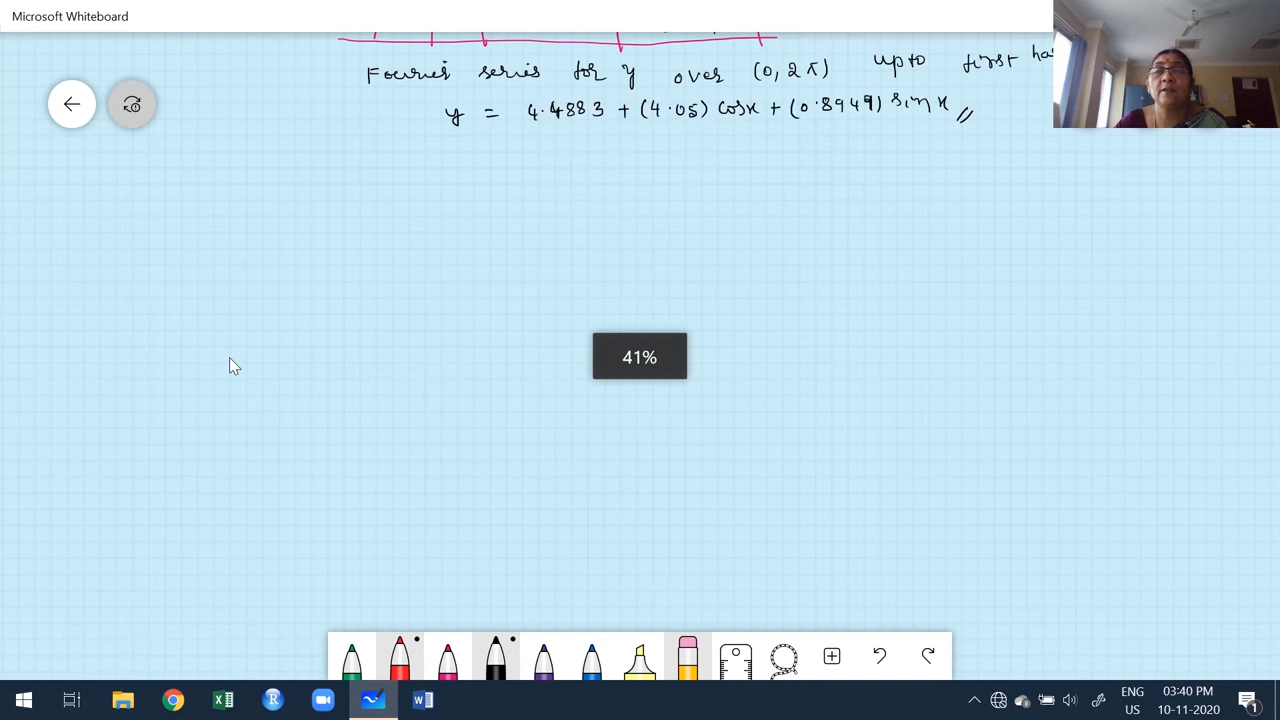 Microsoft Whiteboard
Fourier series for y over (0, 2π) upto first
y = 4.4883 + (4.05) cosx + (0.8949) sin x //
41%
ENG
US
03:40 PM
10-11-2020
1